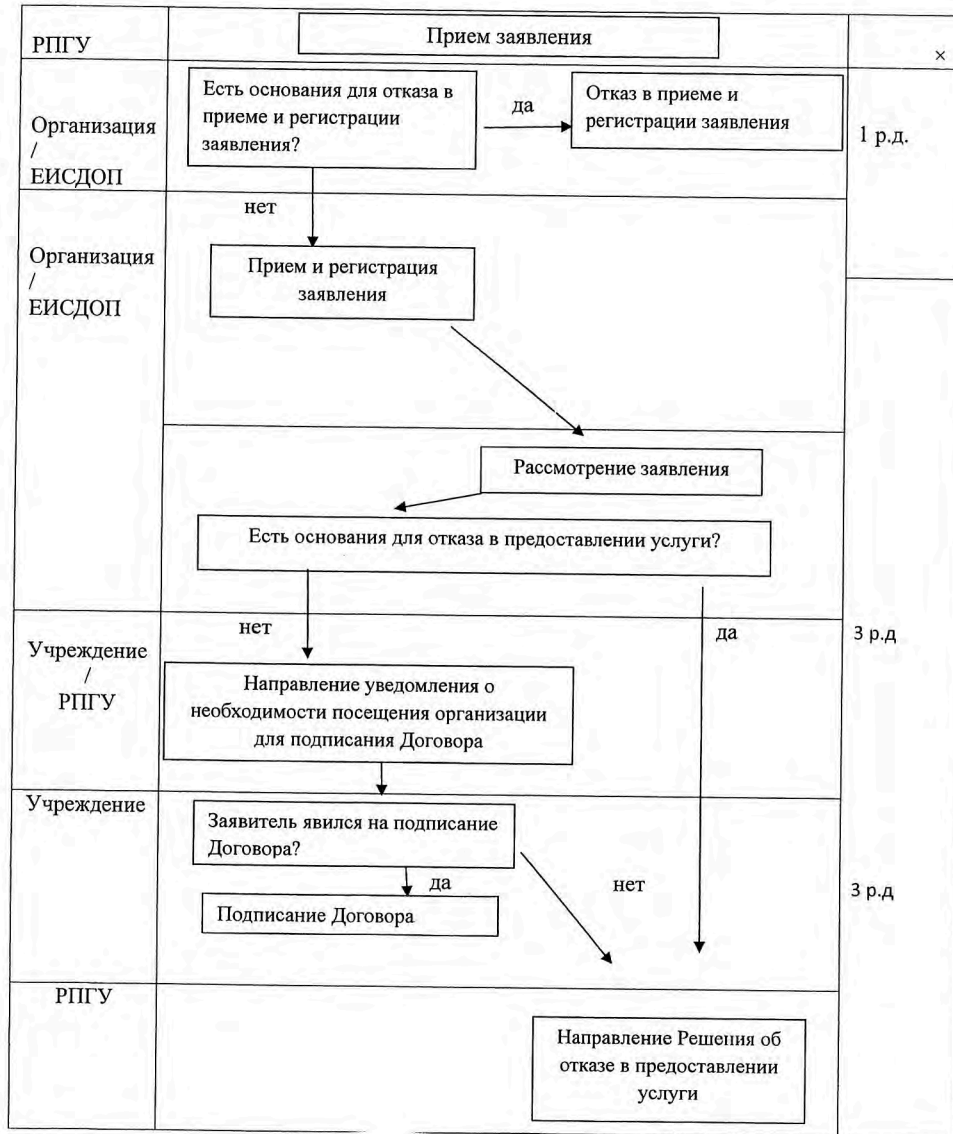 РПГУ
Прием заявления
×
Есть основания для отказа в
приеме и регистрации
заявления?
да
Отказ в приеме и
регистрации заявления
Организация
/
ЕИСДОП
1 р.д.
нет
Организация
/
ЕИСДОП
Прием и регистрация
заявления
Рассмотрение заявления
Есть основания для отказа в предоставлении услуги?
нет
да
3 р.д
Учреждение
/
РПГУ
Направление уведомления о
необходимости посещения организации
для подписания Договора
Учреждение
Заявитель явился на подписание
Договора?
да
нет
3 р.д
Подписание Договора
РПГУ
Направление Решения об
отказе в предоставлении
услуги